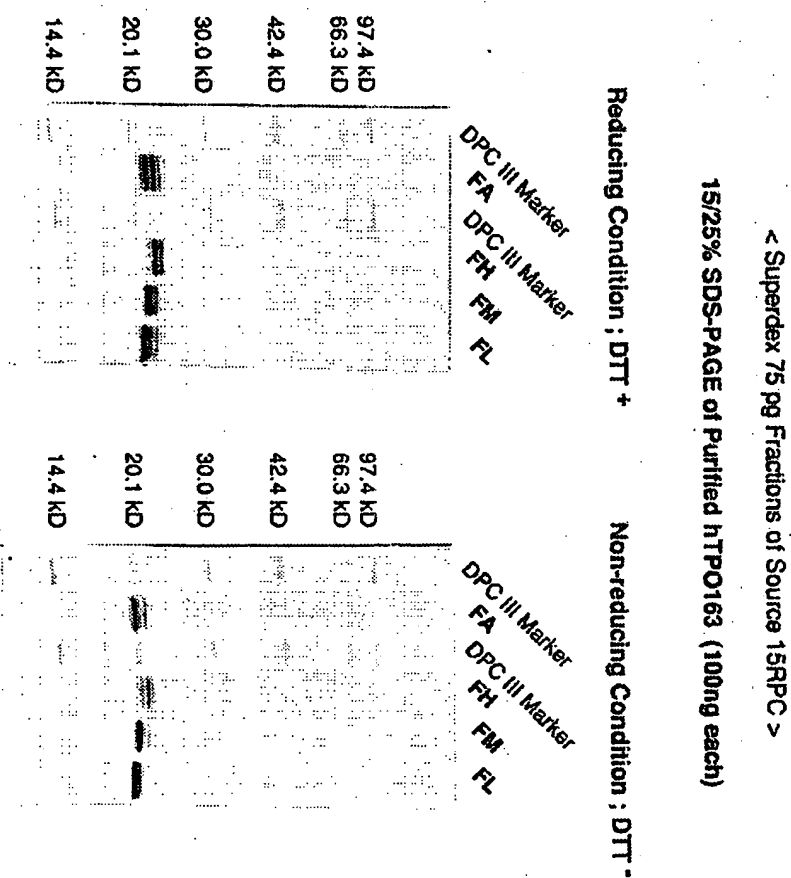 < Superdex 75 pg Fractions of Source 15RPC >
15/25% SDS-PAGE of Purified hTPO163 (100ng each)
Reducing Condition ; DTT +
DPC III Marker
FA
DPC III Marker
FH
FM
FL
97.4 kD
66.3 kD
42.4 kD
30.0 kD
20.1 kD
14.4 kD
Non-reducing Condition ; DTT -
DPC III Marker
FA
DPC III Marker
FH
FM
FL
97.4 kD
66.3 kD
42.4 kD
30.0 kD
20.1 kD
14.4 kD